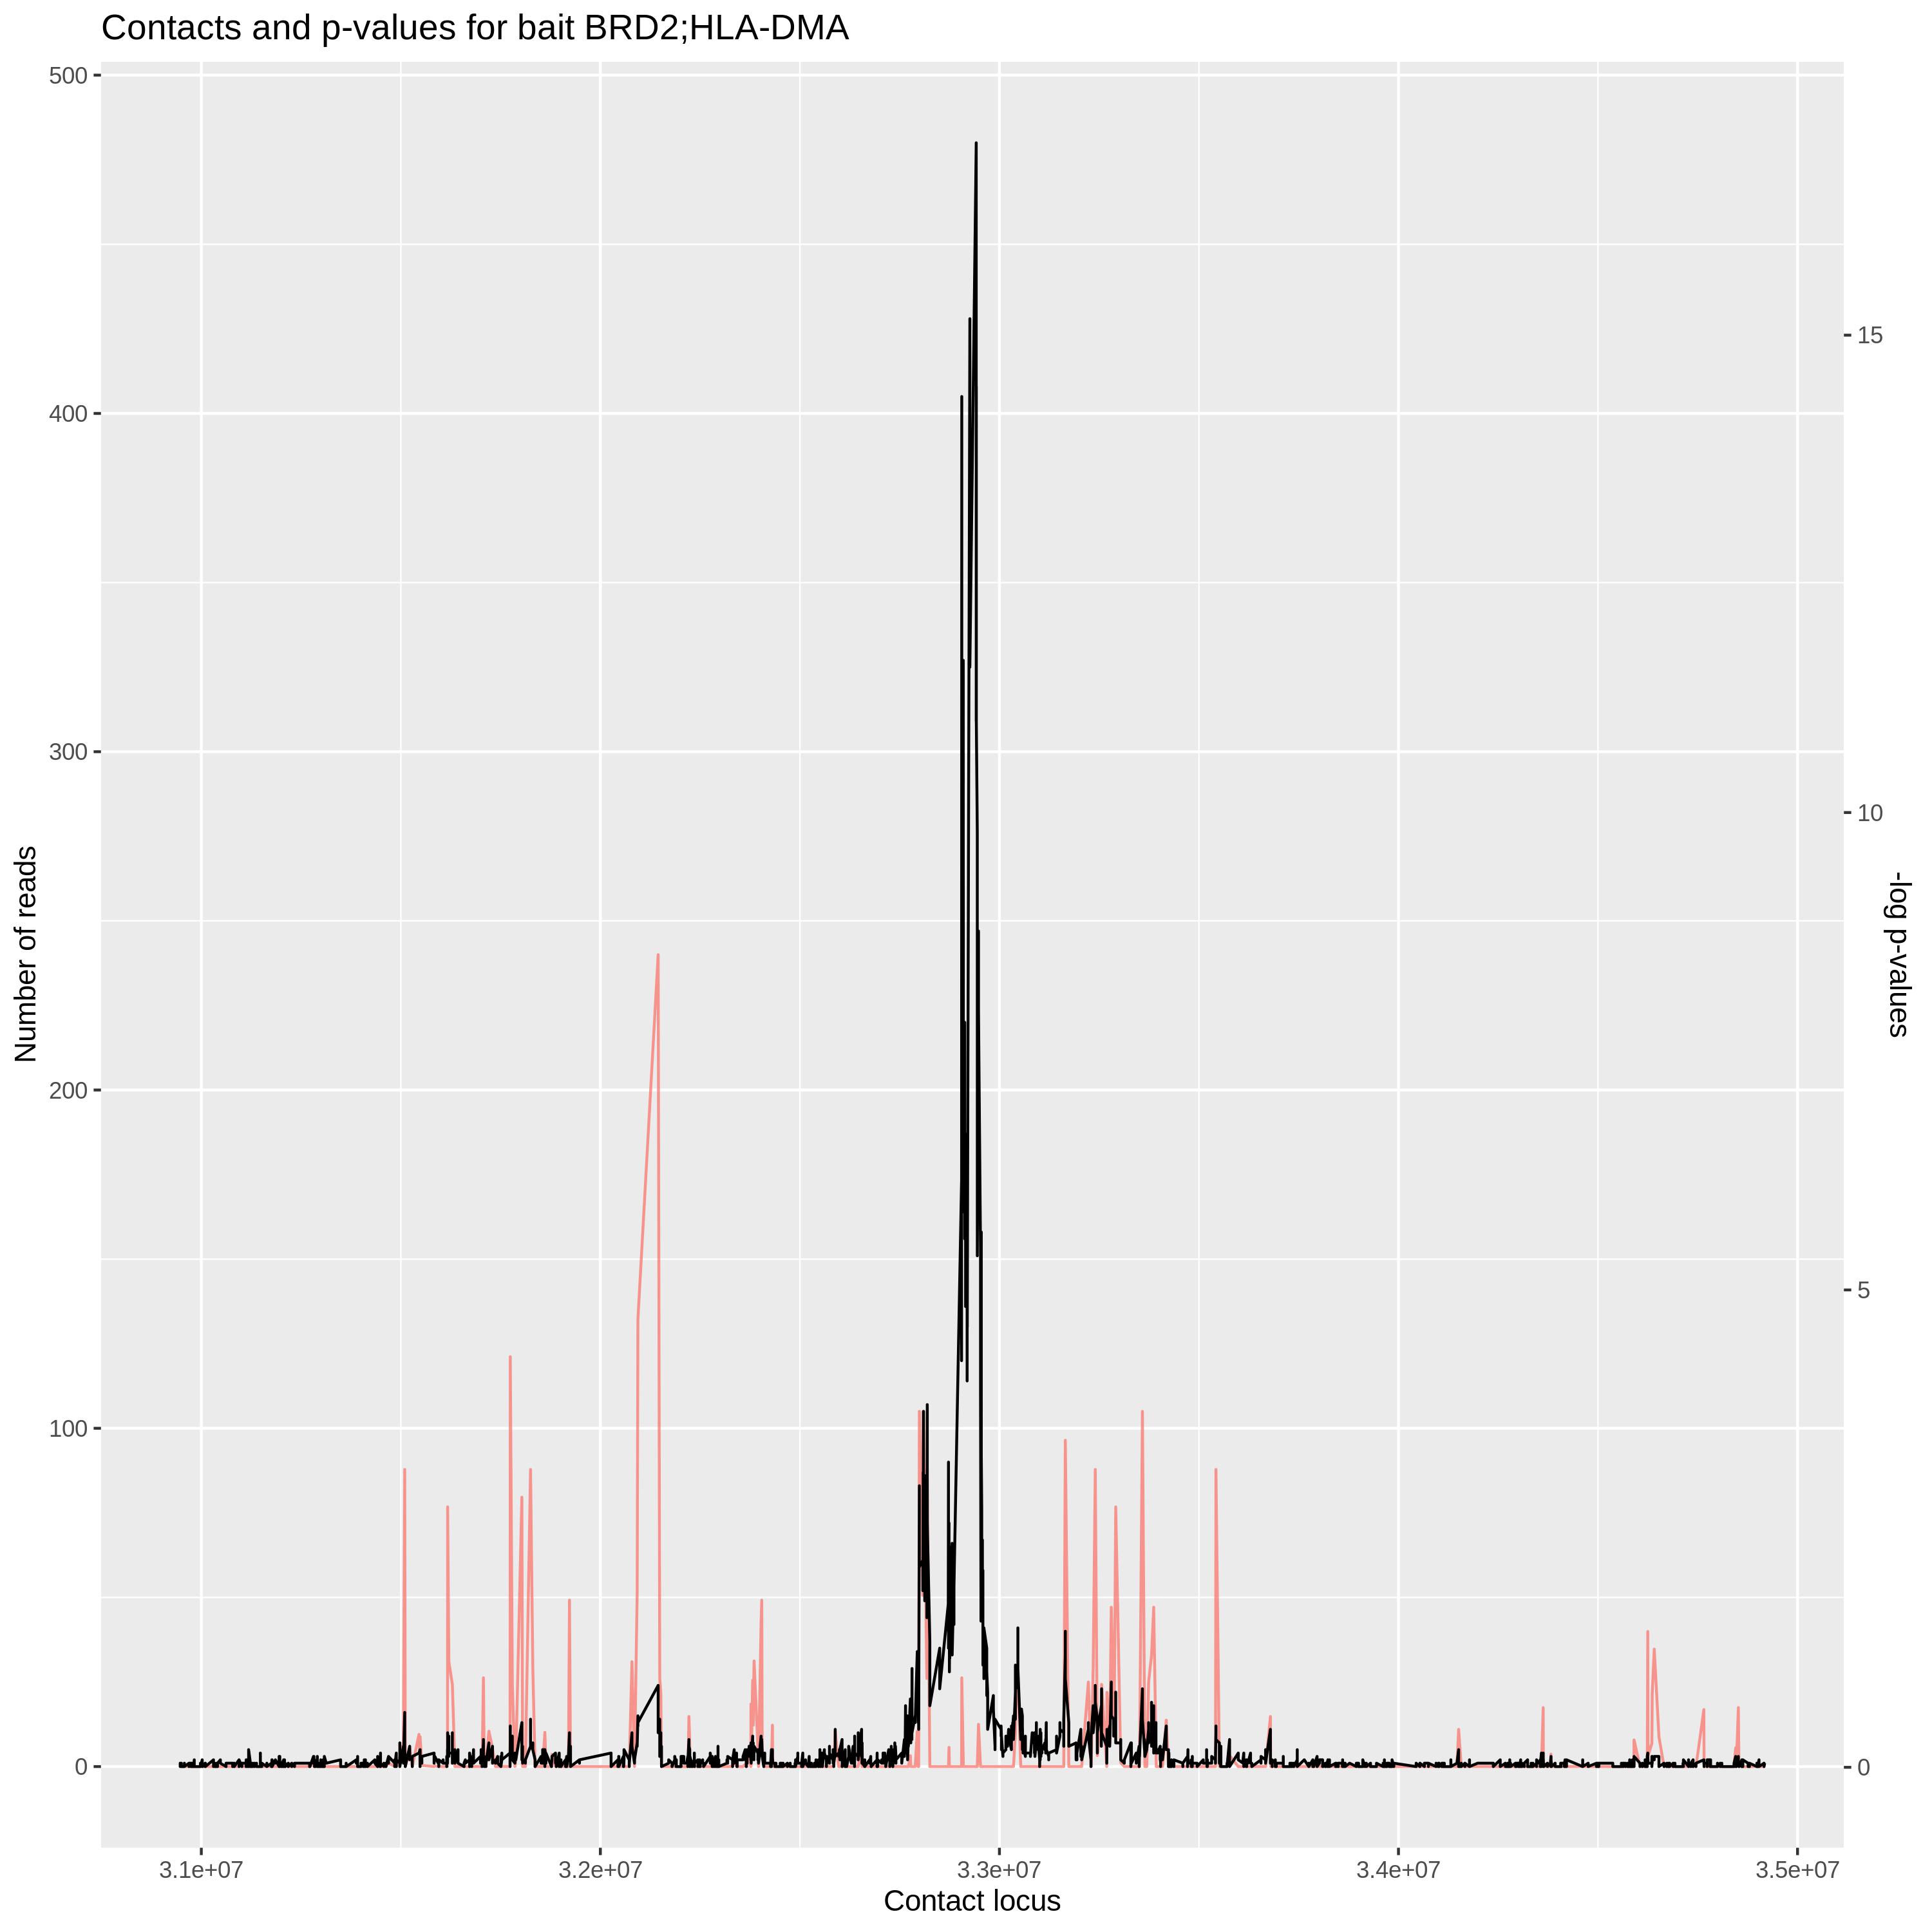 Contacts and p-values for bait BRD2;HLA-DMA
500
400
300
200
100
0
Number of reads
15
10
5
0
-log p-values
3.1e+07
3.2e+07
3.3e+07
3.4e+07
3.5e+07
Contact locus